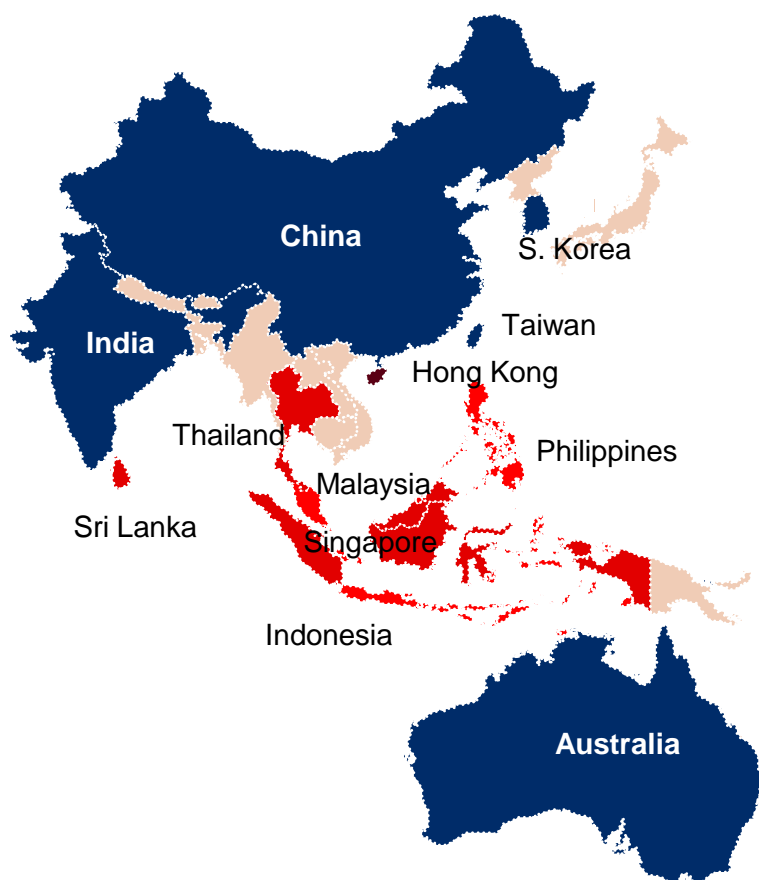 China
S. Korea
Taiwan
India
Hong Kong
Thailand
Philippines
Malaysia
Sri Lanka
Singapore
Indonesia
Australia